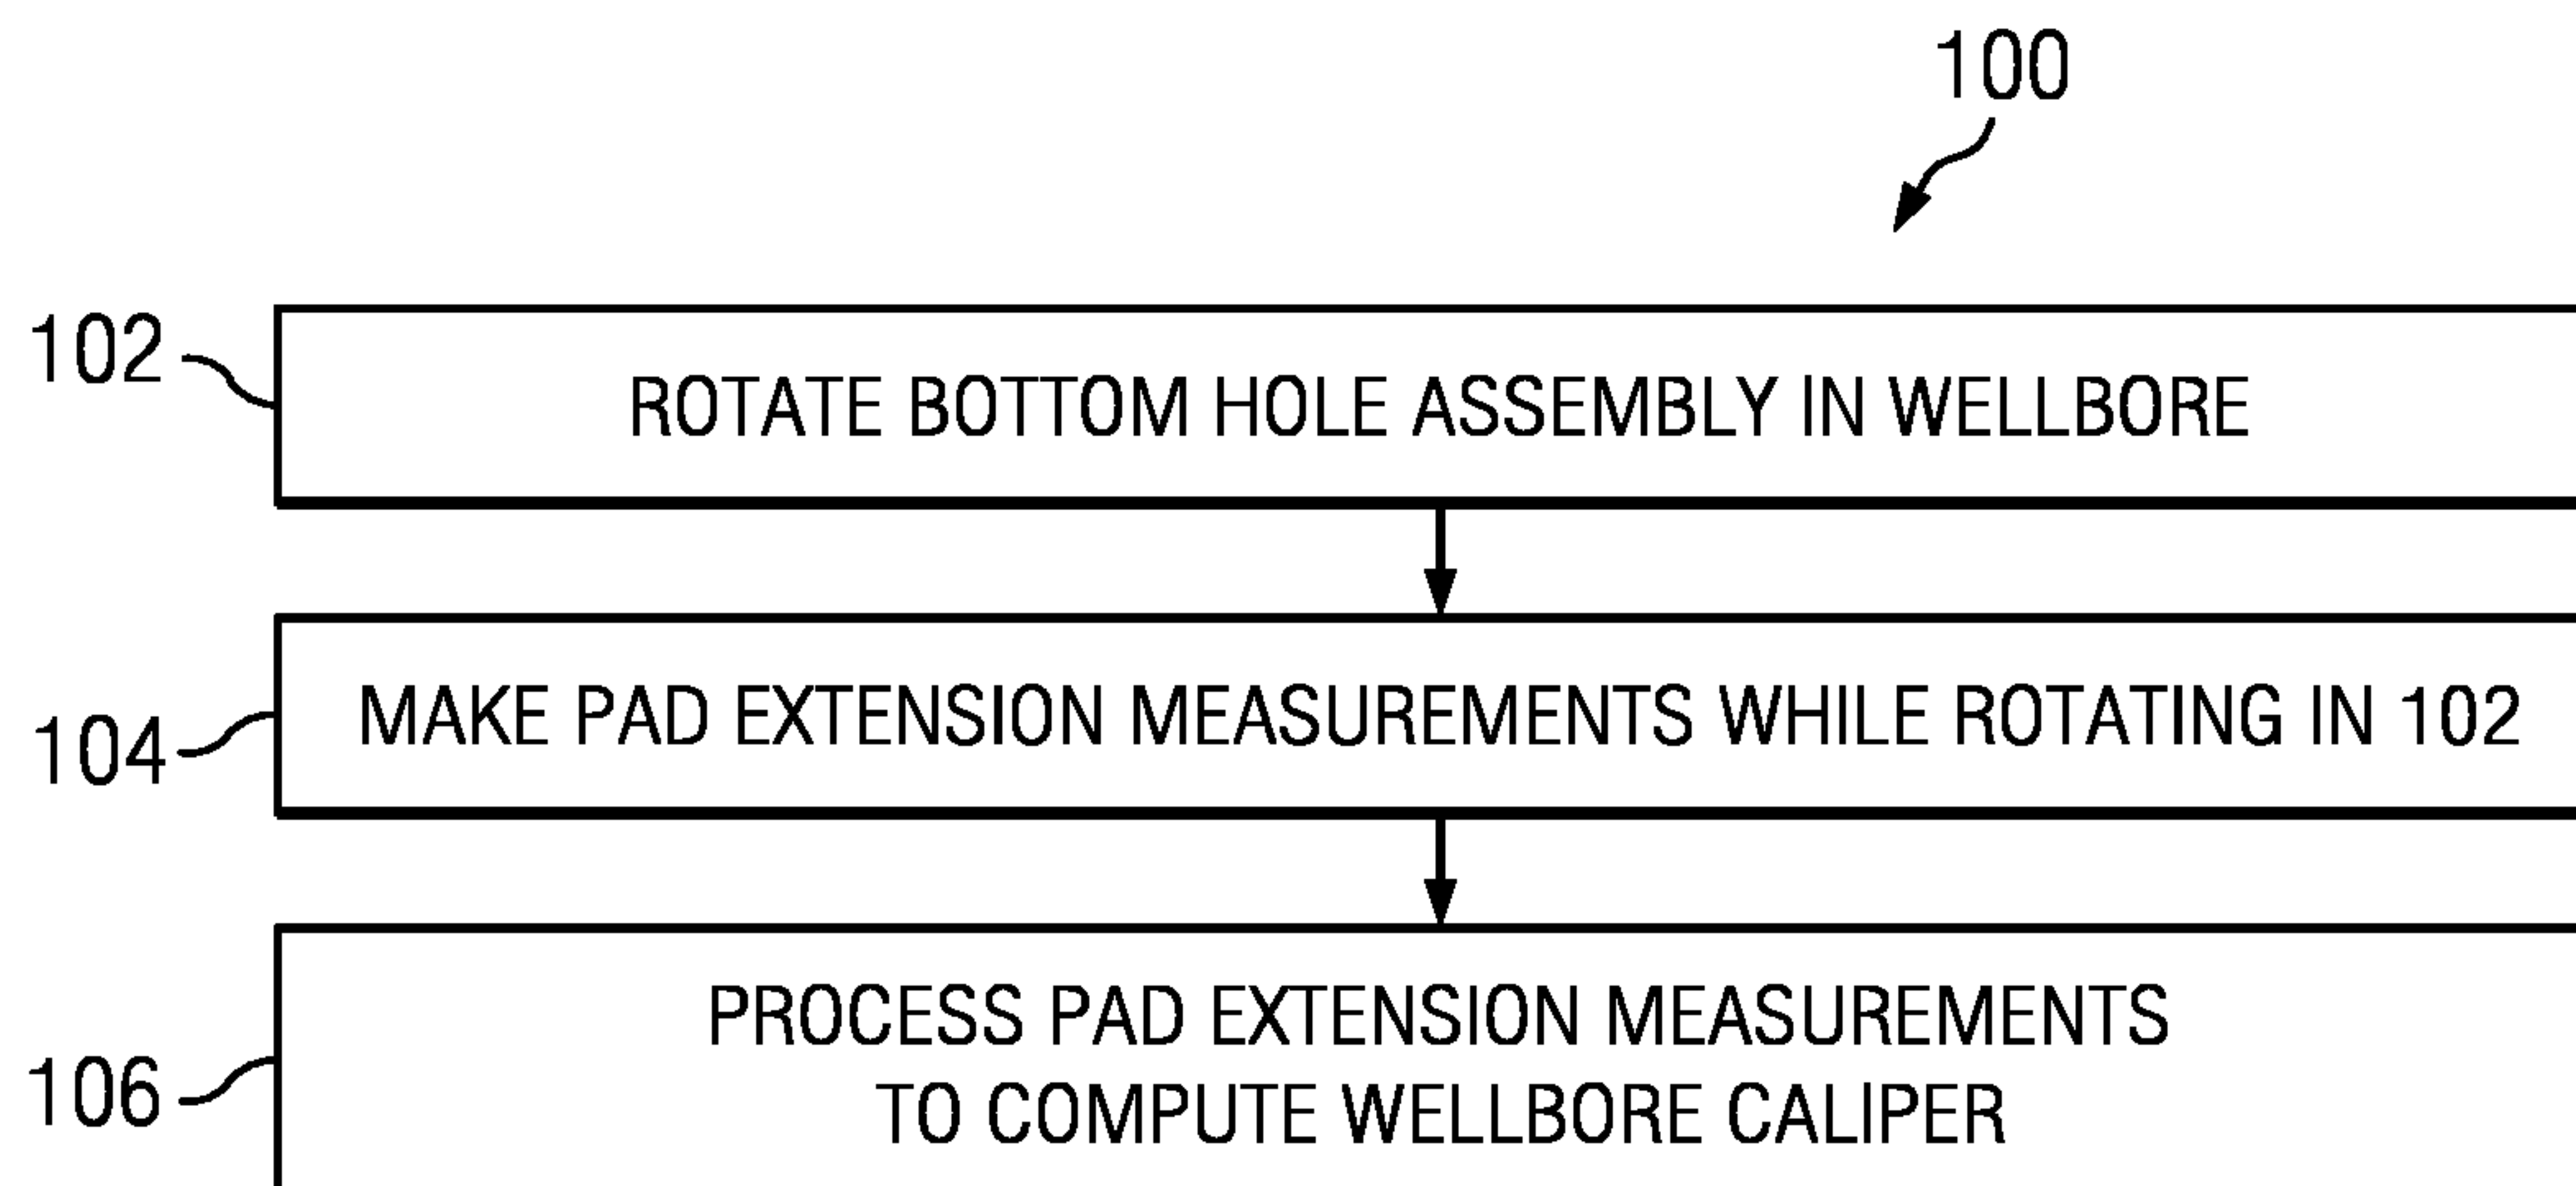 100
102
ROTATE BOTTOM HOLE ASSEMBLY IN WELLBORE
104
MAKE PAD EXTENSION MEASUREMENTS WHILE ROTATING IN 102
106
PROCESS PAD EXTENSION MEASUREMENTS
TO COMPUTE WELLBORE CALIPER